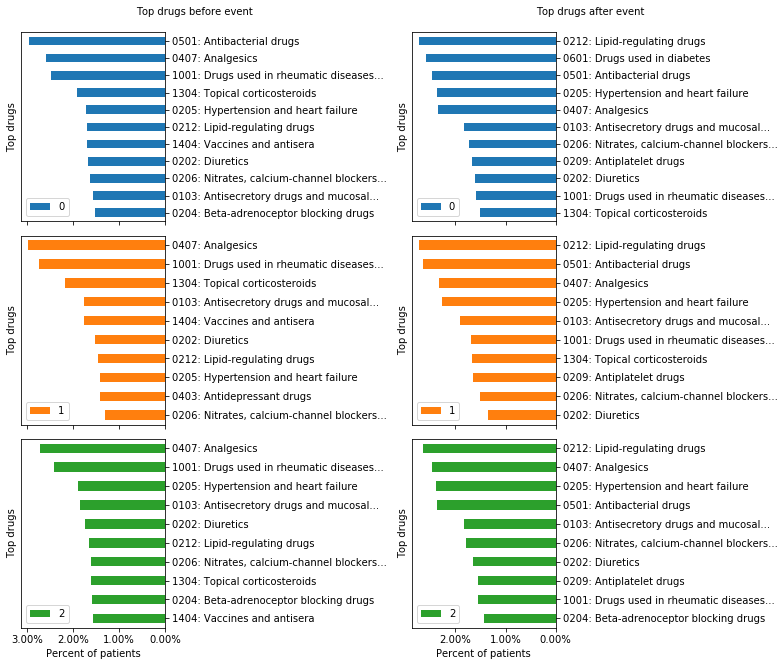 Top drugs before event
Top drugs
0501: Antibacterial drugs
0407: Analgesics
1001: Drugs used in rheumatic diseases...
1304: Topical corticosteroids
0205: Hypertension and heart failure
0212: Lipid-regulating drugs
1404: Vaccines and antisera
0202: Diuretics
0206: Nitrates, calcium-channel blockers...
0103: Antisecretory drugs and mucosal...
0204: Beta-adrenoceptor blocking drugs
0
Top drugs
0407: Analgesics
1001: Drugs used in rheumatic diseases...
1304: Topical corticosteroids
0103: Antisecretory drugs and mucosal...
1404: Vaccines and antisera
0202: Diuretics
0212: Lipid-regulating drugs
0205: Hypertension and heart failure
0403: Antidepressant drugs
0206: Nitrates, calcium-channel blockers...
1
Top drugs
0407: Analgesics
1001: Drugs used in rheumatic diseases...
0205: Hypertension and heart failure
0103: Antisecretory drugs and mucosal...
0202: Diuretics
0212: Lipid-regulating drugs
0206: Nitrates, calcium-channel blockers...
1304: Topical corticosteroids
0204: Beta-adrenoceptor blocking drugs
1404: Vaccines and antisera
2
3.00% 2.00% 1.00% 0.00%
Percent of patients
Top drugs after event
Top drugs
0212: Lipid-regulating drugs
0601: Drugs used in diabetes
0501: Antibacterial drugs
0205: Hypertension and heart failure
0407: Analgesics
0103: Antisecretory drugs and mucosal...
0206: Nitrates, calcium-channel blockers...
0209: Antiplatelet drugs
0202: Diuretics
1001: Drugs used in rheumatic diseases...
1304: Topical corticosteroids
0
Top drugs
0212: Lipid-regulating drugs
0501: Antibacterial drugs
0407: Analgesics
0205: Hypertension and heart failure
0103: Antisecretory drugs and mucosal...
1001: Drugs used in rheumatic diseases...
1304: Topical corticosteroids
0209: Antiplatelet drugs
0206: Nitrates, calcium-channel blockers...
0202: Diuretics
1
Top drugs
0212: Lipid-regulating drugs
0407: Analgesics
0205: Hypertension and heart failure
0501: Antibacterial drugs
0103: Antisecretory drugs and mucosal...
0206: Nitrates, calcium-channel blockers...
0202: Diuretics
0209: Antiplatelet drugs
1001: Drugs used in rheumatic diseases...
0204: Beta-adrenoceptor blocking drugs
2
2.00% 1.00% 0.00%
Percent of patients